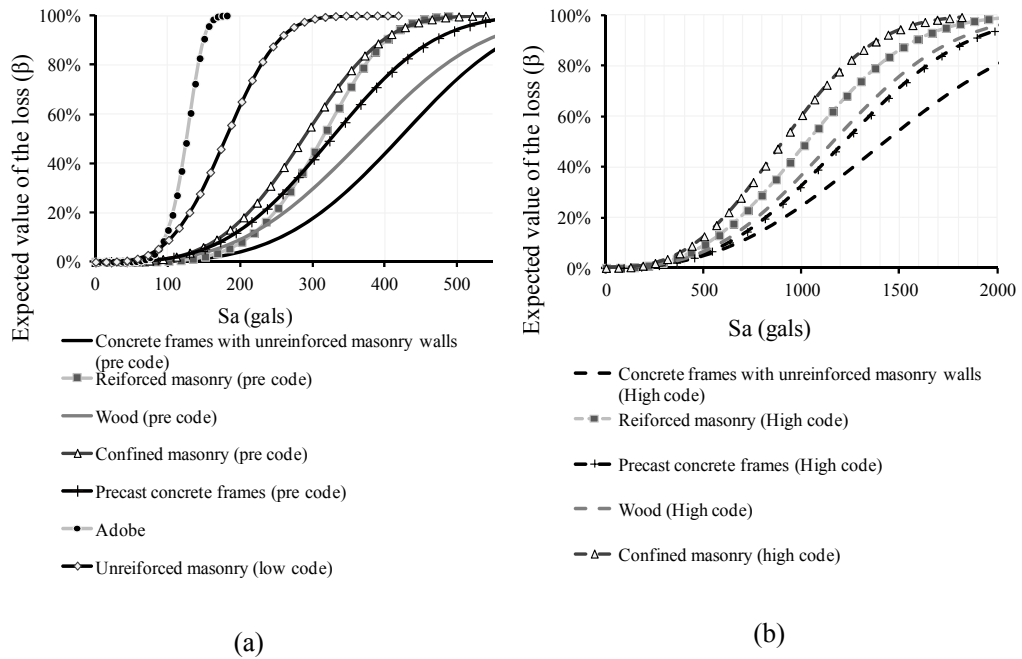 Expected value of the loss (β)
100%
80%
60%
40%
20%
0%
0 100 200 300 400 500
Sa (gals)
Concrete frames with unreinforced masonry walls
(pre code)
Reiforced masonry (pre code)
Wood (pre code)
Confined masonry (pre code)
Precast concrete frames (pre code)
Adobe
Unreiforced masonry (low code)
(a)
Expected value of the loss (β)
100%
80%
60%
40%
20%
0%
0 500 1000 1500 2000
Sa (gals)
Concrete frames with unreinforced masonry walls
(High code)
Reiforced masonry (High code)
Precast concrete frames (High code)
Wood (High code)
Confined masonry (high code)
(b)